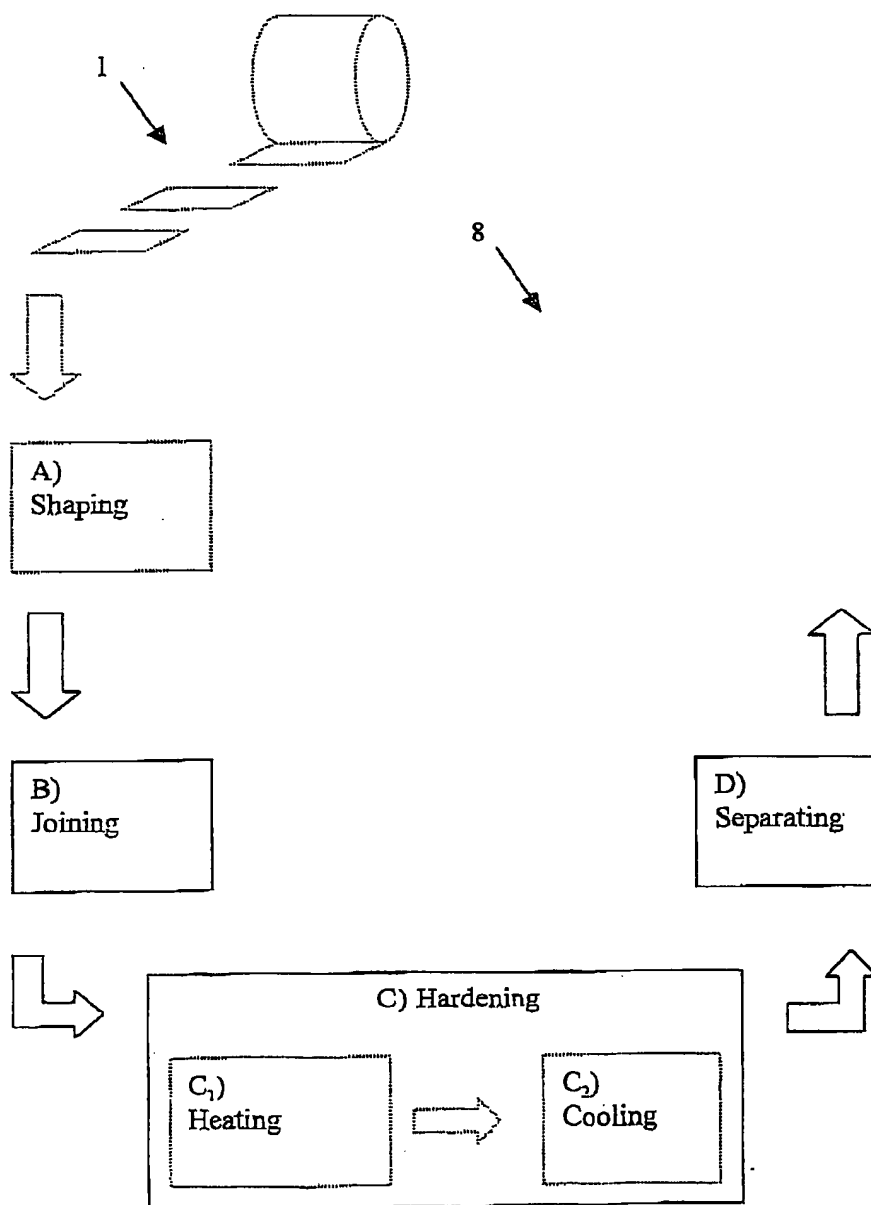 1
8
A)
Shaping
B)
Joining
D)
Separating
C) Hardening
C₁)
Heating
C₂)
Cooling